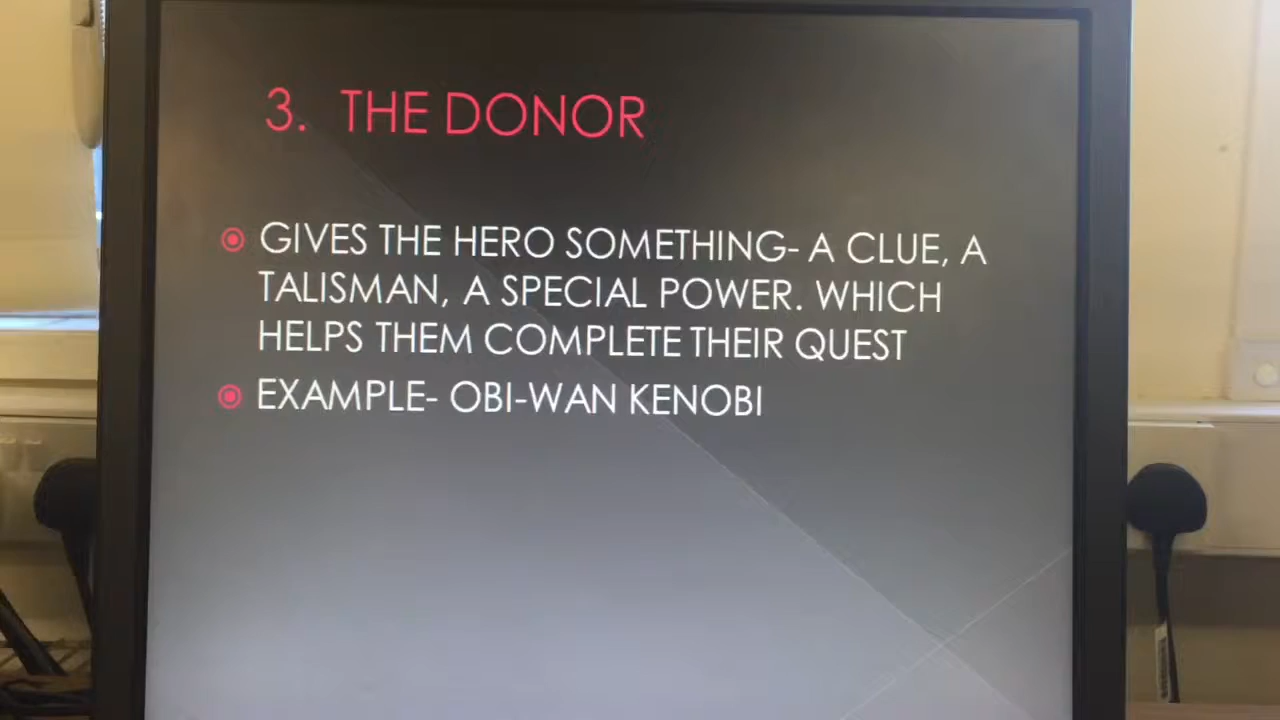 3. THE DONOR
GIVES THE HERO SOMETHING- A CLUE, A
TALISMAN, A SPECIAL POWER. WHICH
HELPS THEM COMPLETE THEIR QUEST
EXAMPLE- OBI-WAN KENOBI